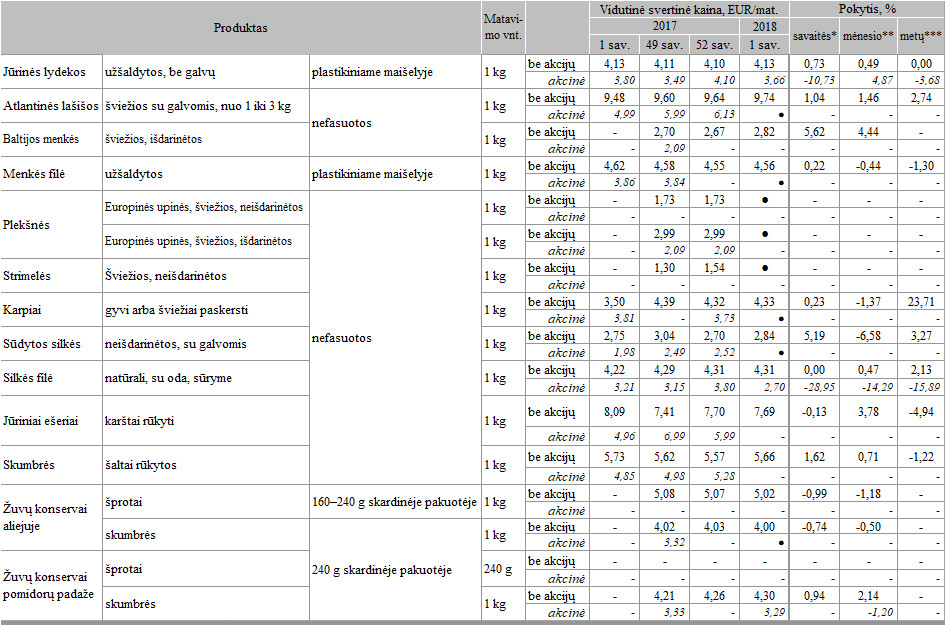 Produktas Matavi-mo vnt. Vidutinė svertinė kaina, EUR/mat. Pokytis, %
2017 2018 savaitės* mėnesio** metų***
1 sav. 49 sav. 52 sav. 1 sav.
Jūrinės lydekos užšaldytos, be galvų plastikiniame maišelyje 1 kg be akcijų 4,13 4,11 4,10 4,13 0,73 0,49 0,00
akcinė 3,80 3,49 4,10 3,66 -10,73 4,87 -3,68
Atlantinės lašišos šviežios su galvomis, nuo 1 iki 3 kg nefasuotos 1 kg be akcijų 9,48 9,60 9,64 9,74 1,04 1,46 2,74
akcinė 4,99 5,99 6,13 ● - - -
Baltijos menkės šviežios, išdarinėtos 1 kg be akcijų - 2,70 2,67 2,82 5,62 4,44 -
akcinė - 2,09 - - - - -
Menkės filė užšaldytos plastikiniame maišelyje 1 kg be akcijų 4,62 4,58 4,55 4,56 0,22 -0,44 -1,30
akcinė 3,86 3,84 - ● - - -
Plekšnės Europinės upinės, šviežios, neišdarinėtos nefasuotos 1 kg be akcijų - 1,73 1,73 ● - - -
akcinė - - - - - - -
Europinės upinės, šviežios, išdarinėtos 1 kg be akcijų - 2,99 2,99 ● - - -
akcinė - 2,09 2,09 - - - -
Strimelės Šviežios, neišdarinėtos 1 kg be akcijų - 1,30 1,54 ● - - -
akcinė - - - - - - -
Karpiai gyvi arba šviežiai paskersti 1 kg be akcijų 3,50 4,39 4,32 4,33 0,23 -1,37 23,71
akcinė 3,81 - 3,73 ● - - -
Sūdytos silkės neišdarinėtos, su galvomis 1 kg be akcijų 2,75 3,04 2,70 2,84 5,19 -6,58 3,27
akcinė 1,98 2,49 2,52 ● - - -
Silkės filė natūrali, su oda, sūryme 1 kg be akcijų 4,22 4,29 4,31 4,31 0,00 0,47 2,13
akcinė 3,21 3,15 3,80 2,70 -28,95 -14,29 -15,89
Jūriniai ešeriai karštai rūkyti 1 kg be akcijų 8,09 7,41 7,70 7,69 -0,13 3,78 -4,94
akcinė 4,96 6,99 5,99 - - - -
Skumbrės šaltai rūkytos 1 kg be akcijų 5,73 5,62 5,57 5,66 1,62 0,71 -1,22
akcinė 4,85 4,98 5,28 - - - -
Žuvų konservai aliejuje šprotai 160–240 g skardinėje pakuotėje 1 kg be akcijų - 5,08 5,07 5,02 -0,99 -1,18 -
akcinė - - - - - - -
skumbrės 240 g skardinėje pakuotėje 1 kg be akcijų - 4,02 4,03 4,00 -0,74 -0,50 -
akcinė - 3,32 - ● - - -
Žuvų konservai pomidorų padaže šprotai 240 g be akcijų - - - - - - -
akcinė - - - - - - -
skumbrės 1 kg be akcijų - 4,21 4,26 4,30 0,94 2,14 -
akcinė - 3,33 - 3,29 - -1,20 -